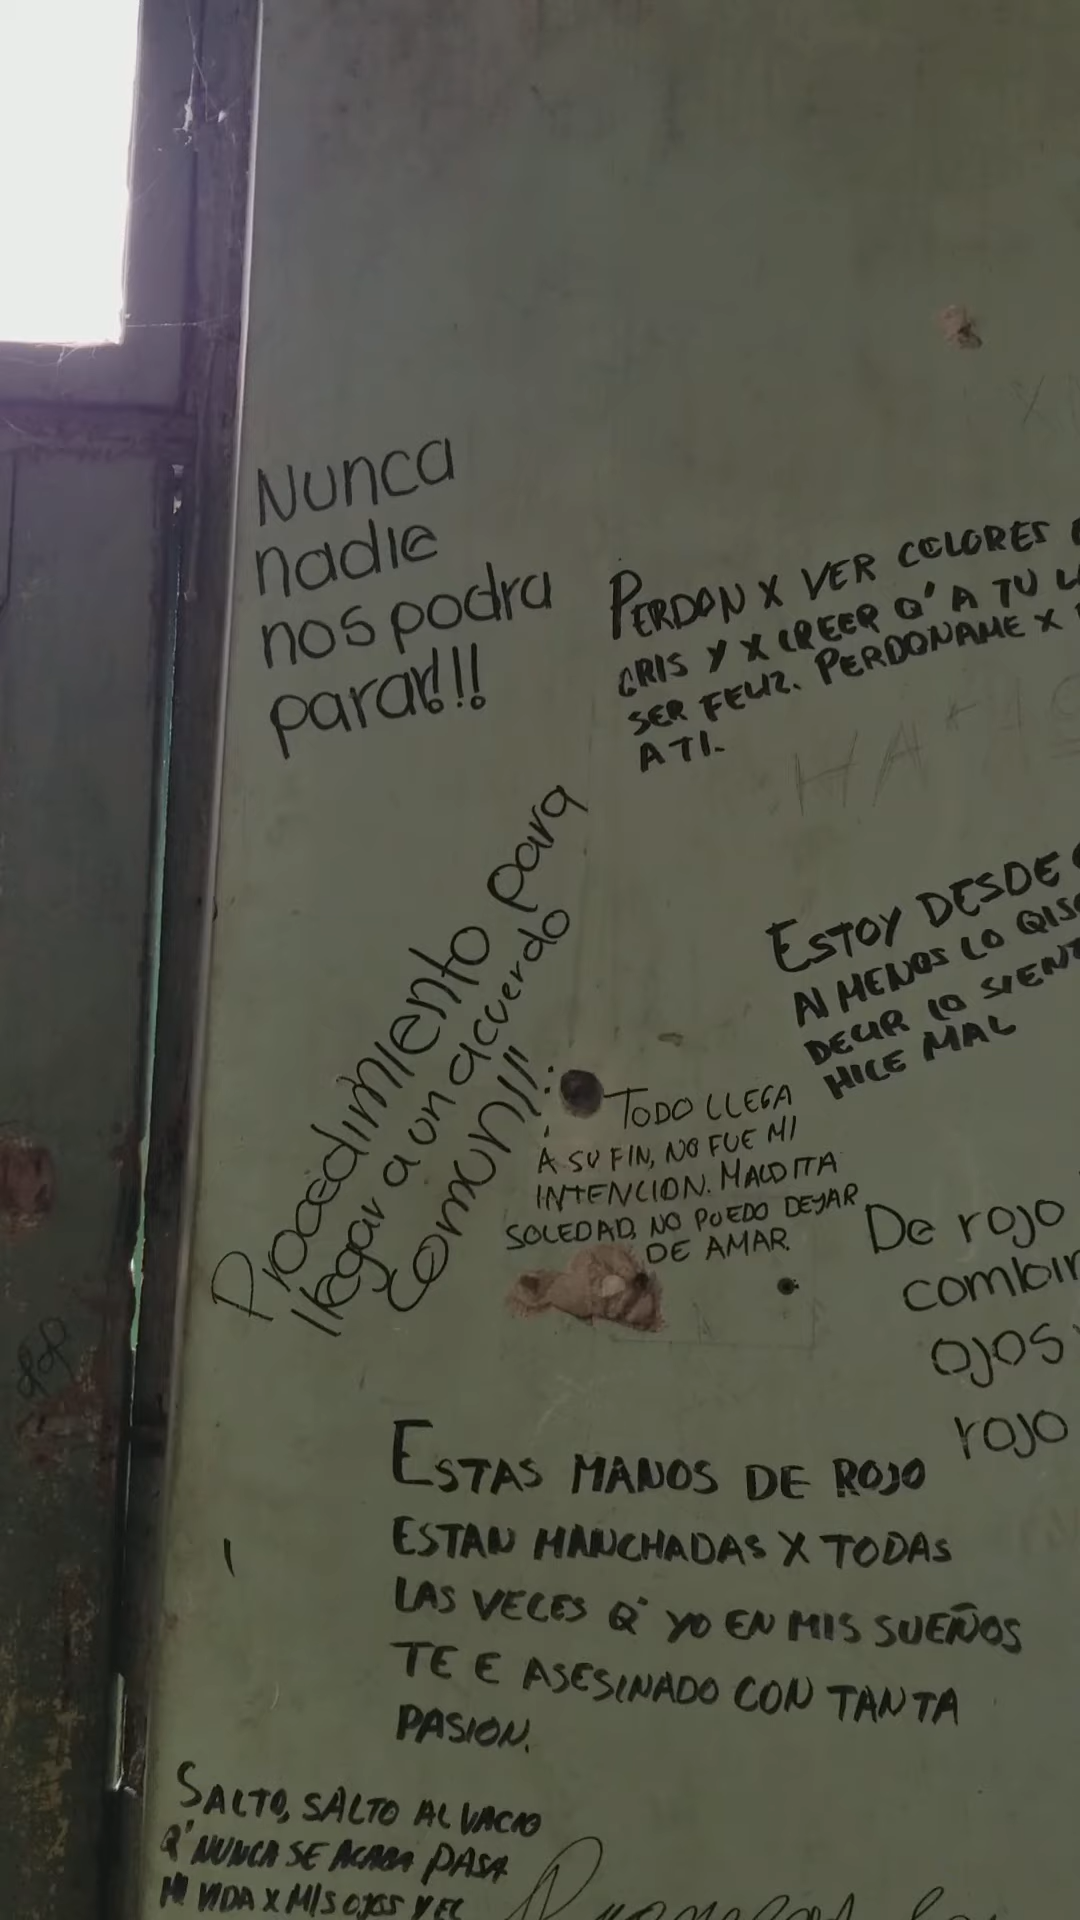 Nunca
nadie
nos podra
parar!!!
PERDON X VER COLORES
GRIS Y X CREER Q' A TU
SER FELIZ. PERDONAME X
A TI.
HA
Procedimiento para
llegar a un acuerdo
comun!!!
ESTOY DESDE
AL MENOS LO QISE
DECIR LO SIENT
HICE MAL
TODO LLEGA
A SU FIN, NO FUE MI
INTENCION. MALDITA
SOLEDAD, NO PUEDO DEJAR
DE AMAR.
De rojo
combin
ojos
rojo
ESTAS MANOS DE ROJO
ESTAN MANCHADAS X TODAS
LAS VECES Q' YO EN MIS SUEÑOS
TE E ASESINADO CON TANTA
PASION.
SALTO, SALTO AL VACIO
Q' NUNCA SE ACABA PASA
MI VIDA X MIS OJOS Y EL